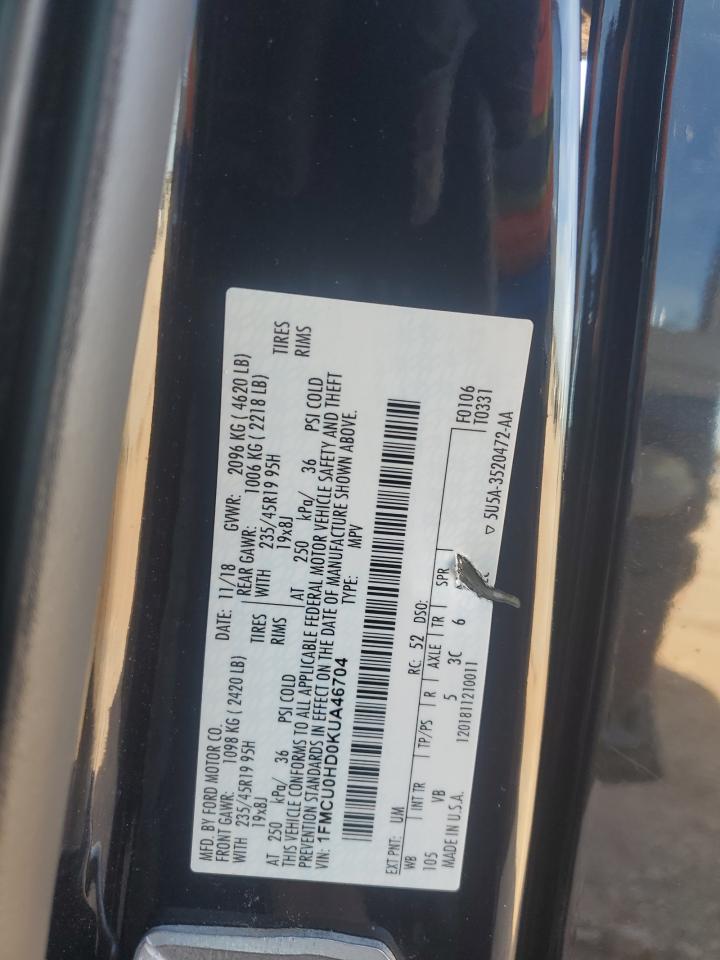 MFD. BY FORD MOTOR CO. DATE: 11/18 GVWR: 2096 KG ( 4620 LB)
FRONT GAWR: 1098 KG ( 2420 LB) REAR GAWR: 1006 KG ( 2218 LB)
WITH 235/45R19 95H TIRES WITH 235/45R19 95H TIRES
19x8J RIMS 19x8J RIMS
AT 250 kPa/ 36 PSI COLD AT 250 kPa/ 36 PSI COLD
THIS VEHICLE CONFORMS TO ALL APPLICABLE FEDERAL MOTOR VEHICLE SAFETY AND THEFT
PREVENTION STANDARDS IN EFFECT ON THE DATE OF MANUFACTURE SHOWN ABOVE.
VIN: 1FMCU0HD0KUA46704 TYPE: MPV
EXT PNT: UM RC: 52 DSO: F0106
WB INT TR TP/PS R AXLE TR SPR T0331
105 VB 5 3C 6
MADE IN U.S.A. 1201811210011 ▽ 5U5A-3520472-AA